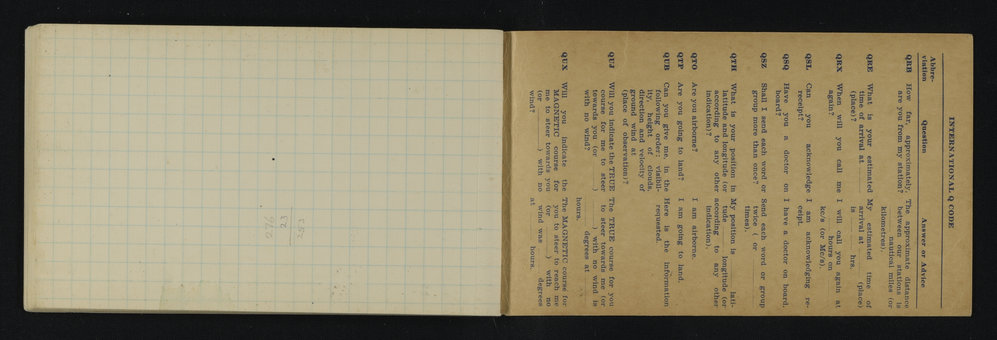 INTERNATIONAL Q CODE
Abbre-
viation Question Answer or Advice
QRB How far, approximately, are you from my station? The approximate distance between our stations is nautical miles (or kilometres).
QRE What is your estimated time of arrival at (place)? My estimated time of arrival at (place) is hrs.
QRX When will you call me again? I will call you again at hours on kc/s (or Mc/s).
QSL Can you acknowledge receipt? I am acknowledging re-
ceipt.
QSQ Have you a doctor on board? I have a doctor on board.
QSZ Shall I send each word or group more than once? Send each word or group twice (or times).
QTH What is your position in latitude and longitude (or according to any other indication)? My position is lati-
tude longitude (or according to any other indication).
QTO Are you airborne? I am airborne.
QTP Are you going to land? I am going to land.
QUB Can you give me, in the following order: visibil-
ity, height of clouds, direction and velocity of ground wind at (place of observation)? Here is the information requested.
QUJ Will you indicate the TRUE course for me to steer towards you (or ) with no wind? The TRUE course for you to steer towards me (or ) with no wind is degrees at hours.
QUX Will you indicate the MAGNETIC course for me to steer towards you (or ) with no wind? The MAGNETIC course for you to steer to reach me (or ) with no wind was degrees at hours.
23
276